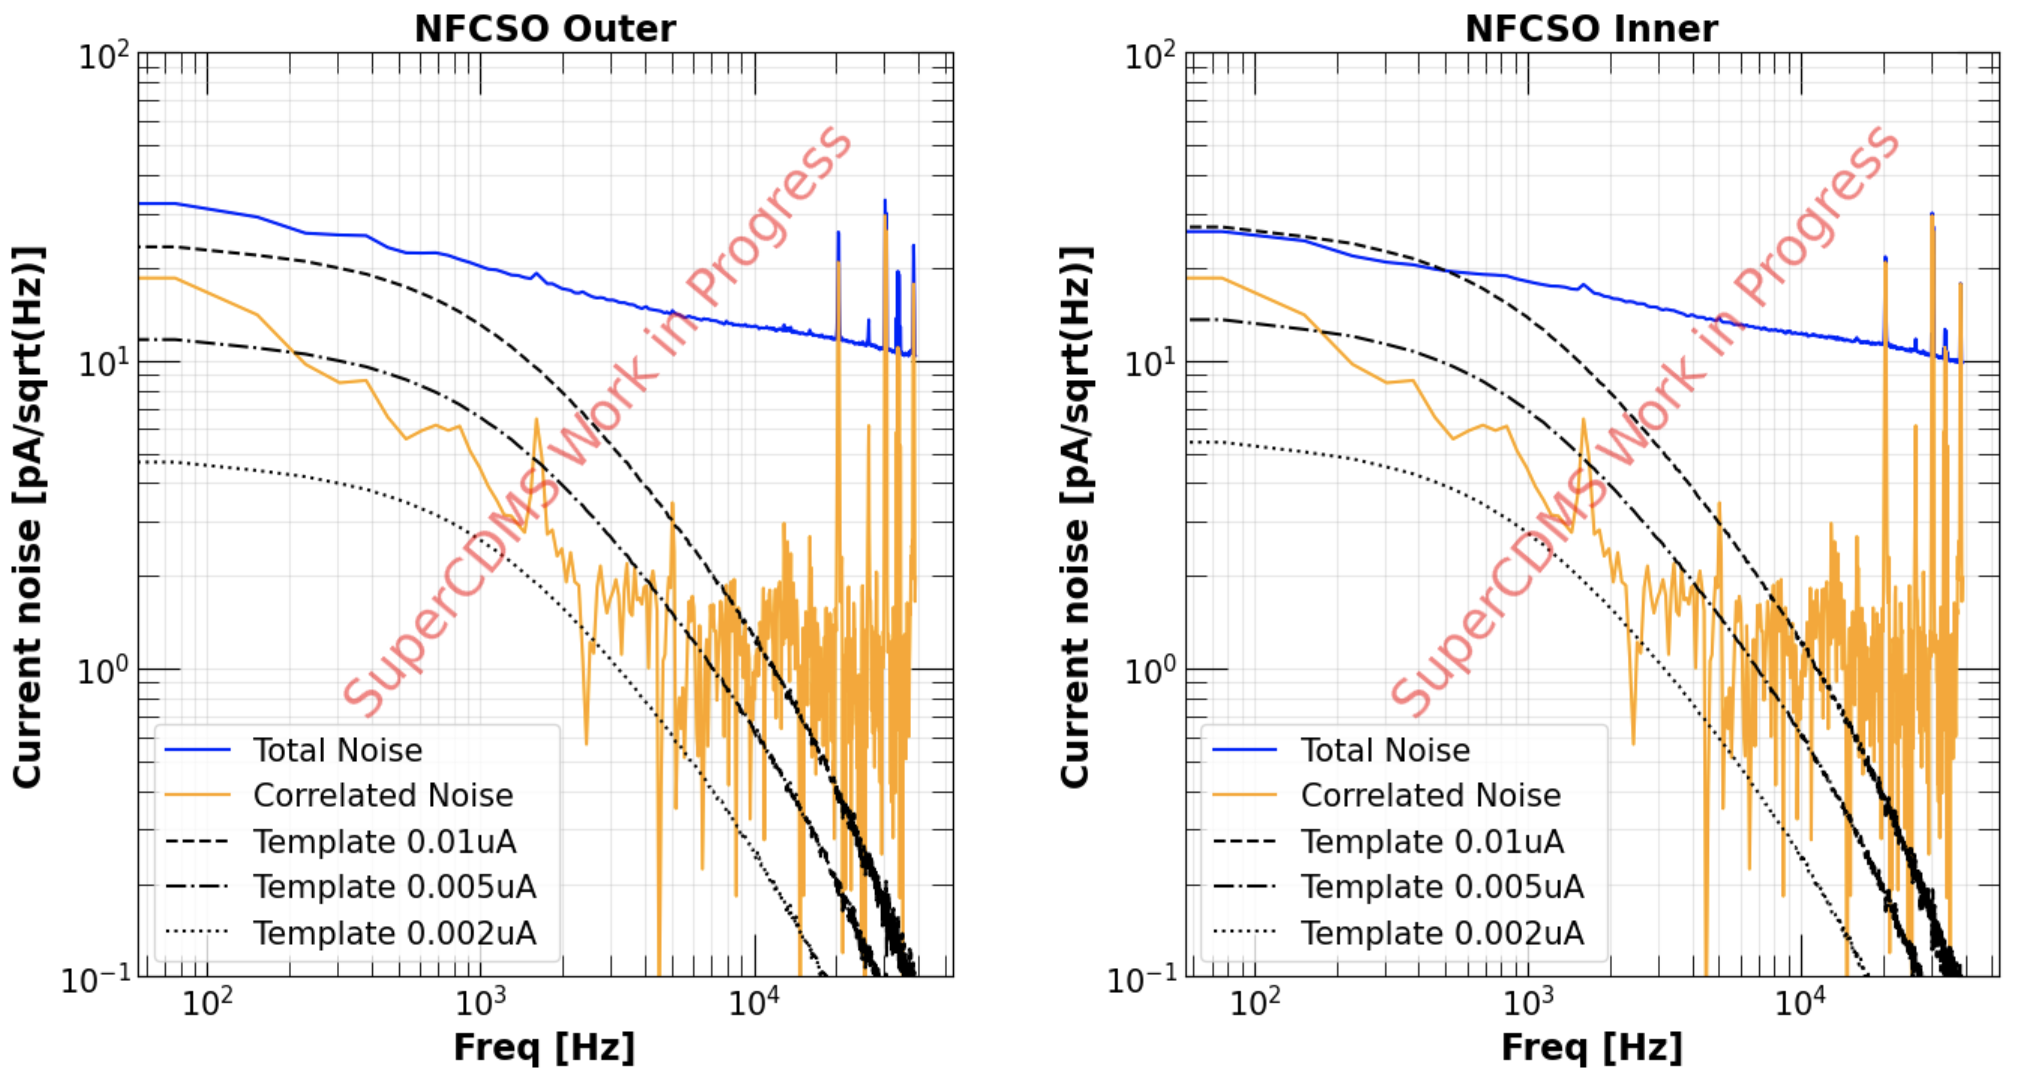 NFCSO Outer
Current noise [pA/sqrt(Hz)]
10²
10¹
10⁰
10⁻¹
SuperCDMS Work in Progress
Total Noise
Correlated Noise
Template 0.01uA
Template 0.005uA
Template 0.002uA
10² 10³ 10⁴
Freq [Hz]
NFCSO Inner
Current noise [pA/sqrt(Hz)]
10²
10¹
10⁰
10⁻¹
SuperCDMS Work in Progress
Total Noise
Correlated Noise
Template 0.01uA
Template 0.005uA
Template 0.002uA
10² 10³ 10⁴
Freq [Hz]